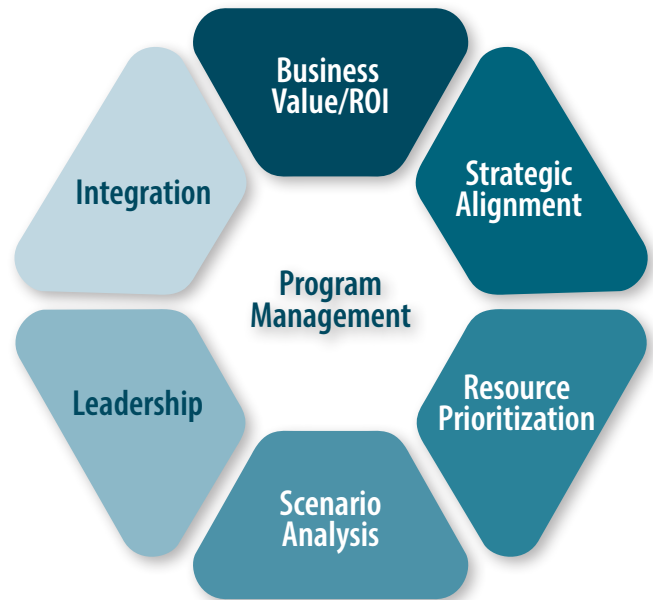 Business
Value/ROI
Strategic
Alignment
Resource
Prioritization
Scenario
Analysis
Leadership
Integration
Program
Management